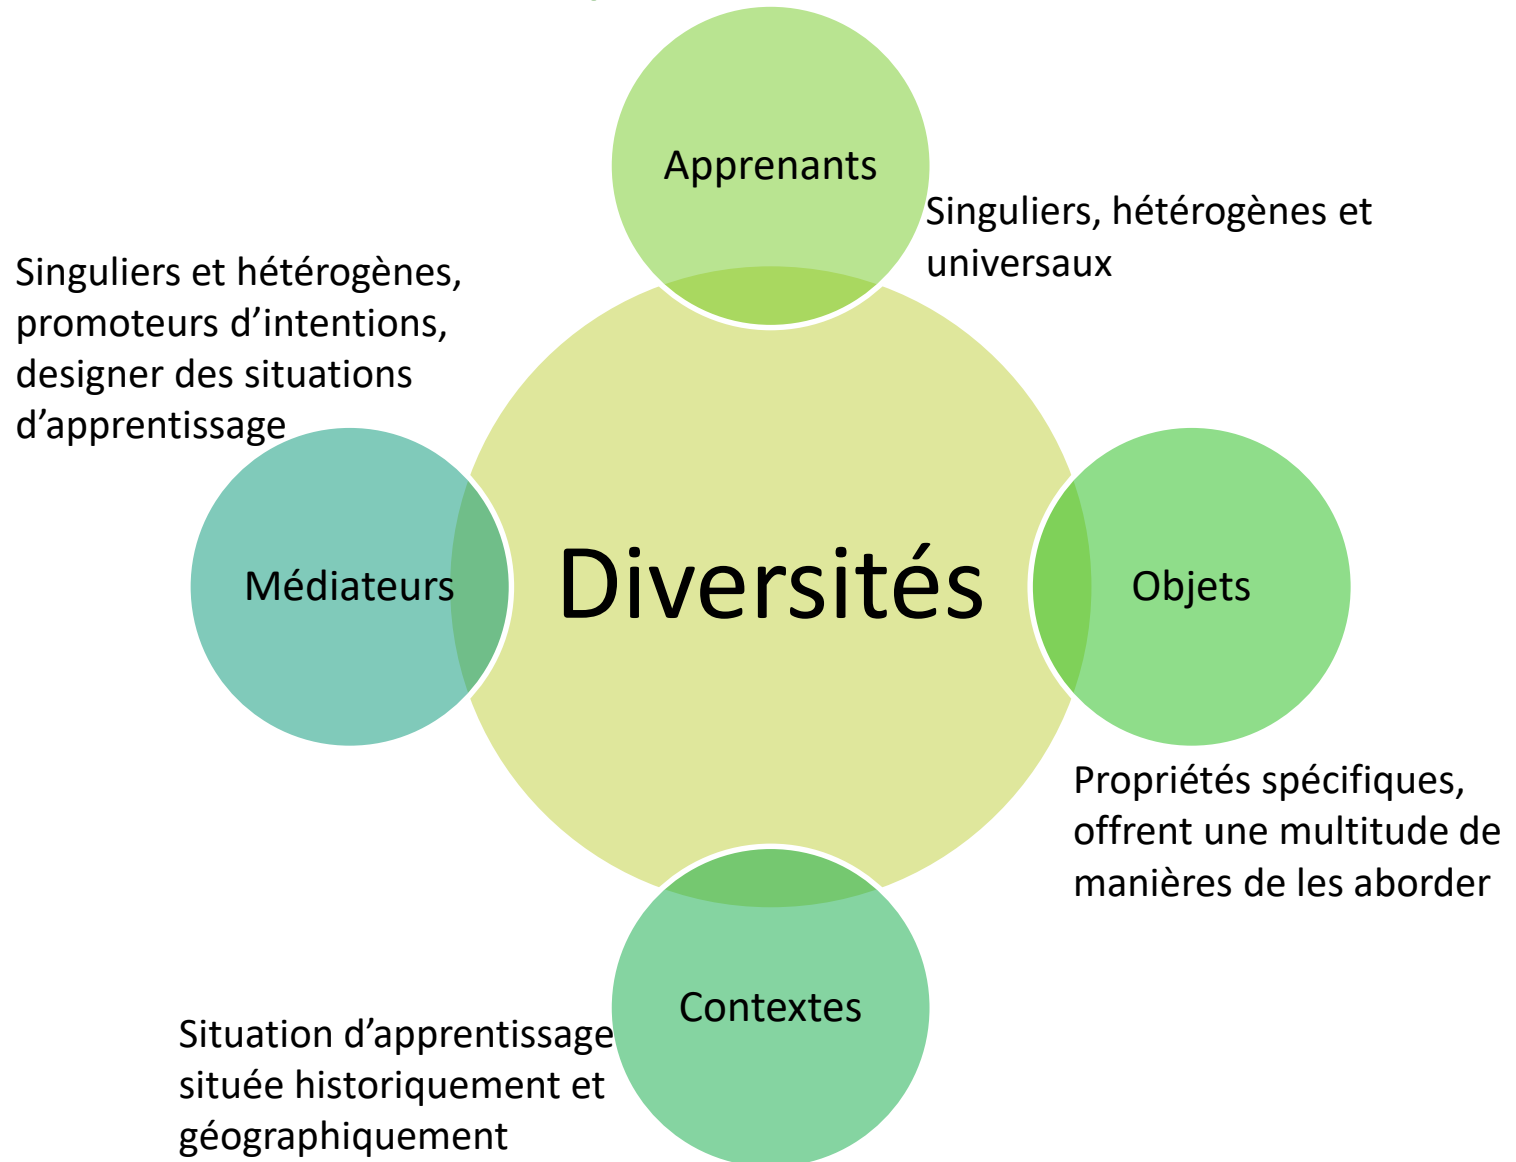 Apprenants
Singuliers, hétérogènes et
universaux
Singuliers et hétérogènes,
promoteurs d’intentions,
designer des situations
d’apprentissage
Médiateurs
Diversités
Objets
Propriétés spécifiques,
offrent une multitude de
manières de les aborder
Contextes
Situation d’apprentissage
située historiquement et
géographiquement